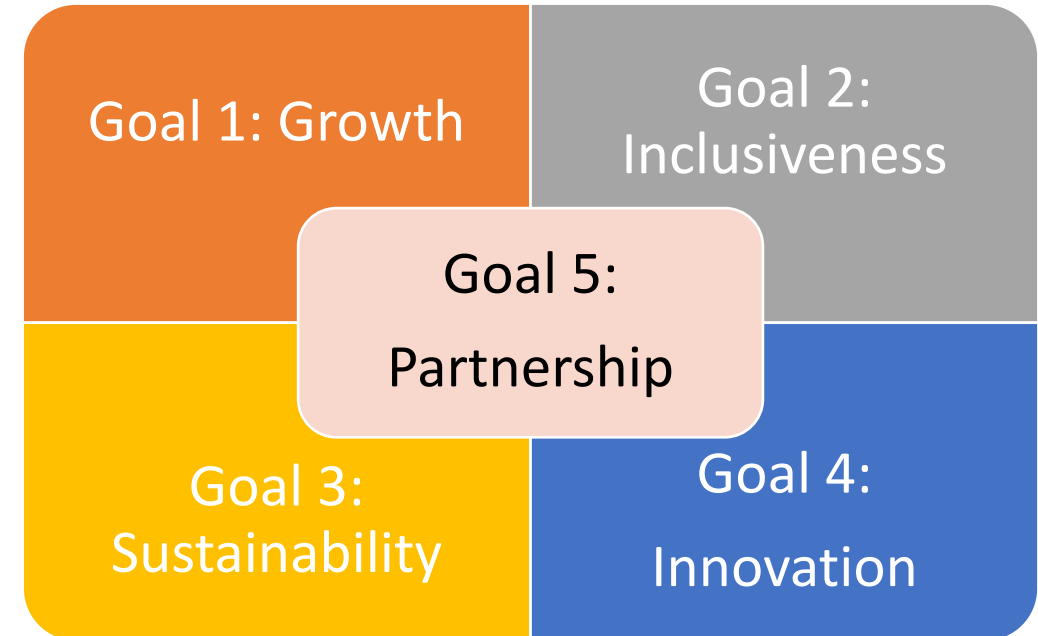 Goal 1: Growth
Goal 2:
Inclusiveness
Goal 5:
Partnership
Goal 3:
Sustainability
Goal 4:
Innovation